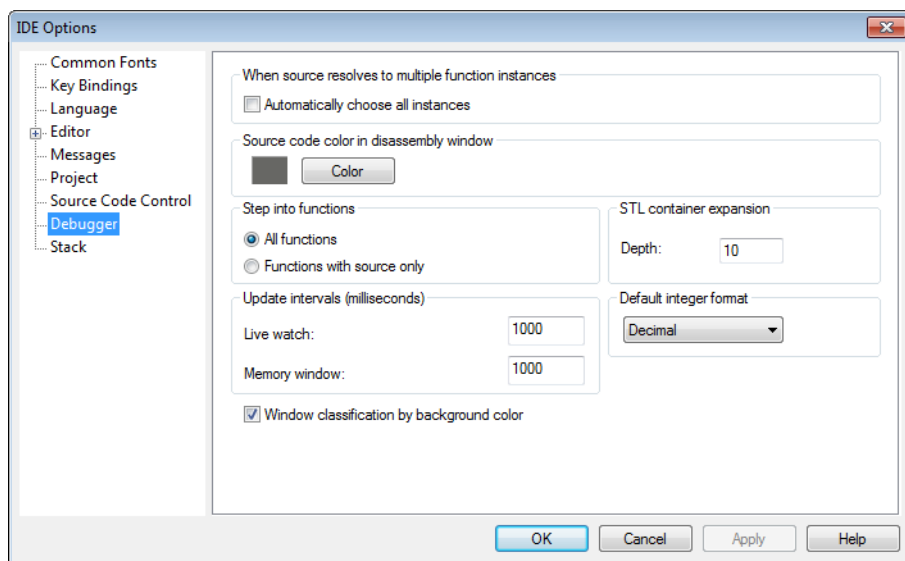 IDE Options
Common Fonts
Key Bindings
Language
Editor
Messages
Project
Source Code Control
Debugger
Stack
When source resolves to multiple function instances
Automatically choose all instances
Source code color in disassembly window
Color
Step into functions
All functions
Functions with source only
STL container expansion
Depth: 10
Update intervals (milliseconds)
Live watch: 1000
Memory window: 1000
Default integer format
Decimal
Window classification by background color
OK Cancel Apply Help